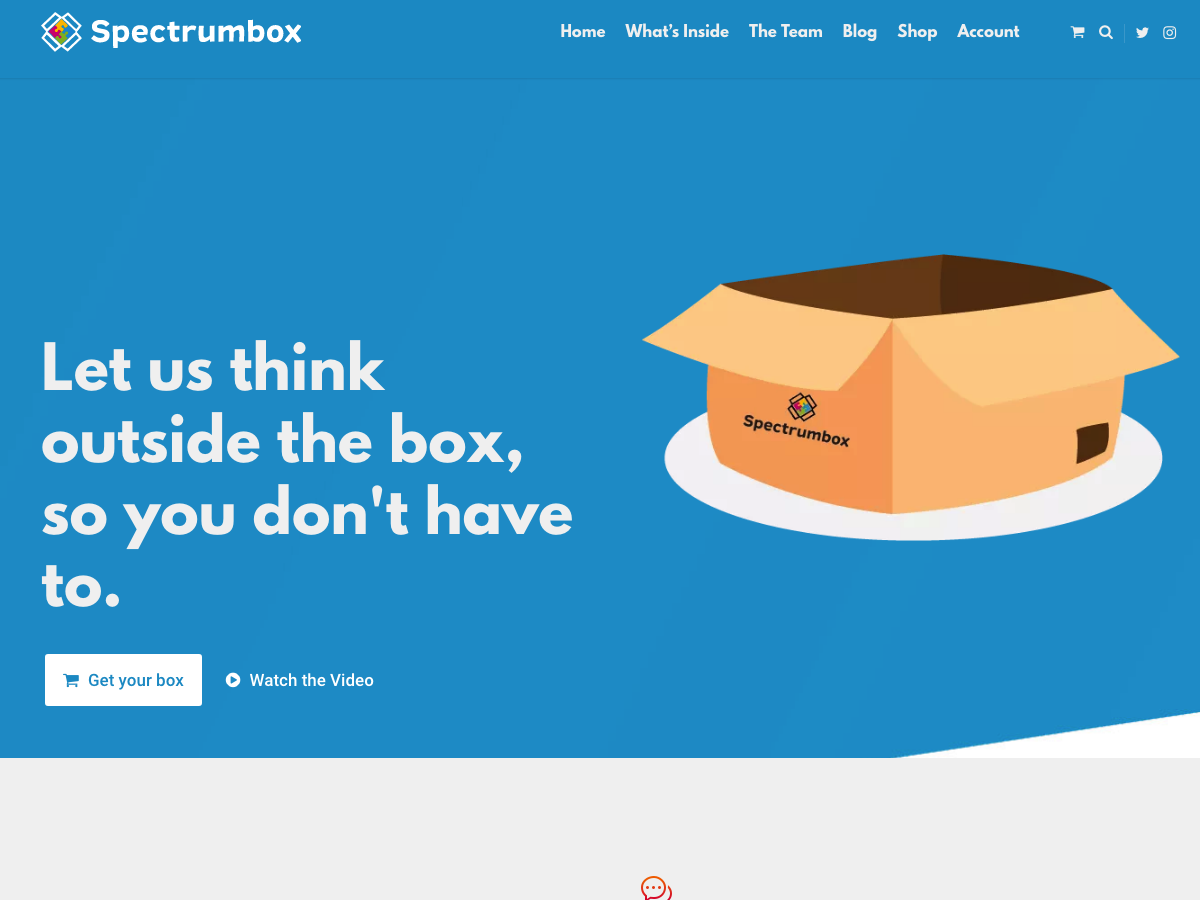 Spectrumbox
Home What's Inside The Team Blog Shop Account
Let us think
outside the box,
so you don't have
to.
Spectrumbox
Get your box
Watch the Video